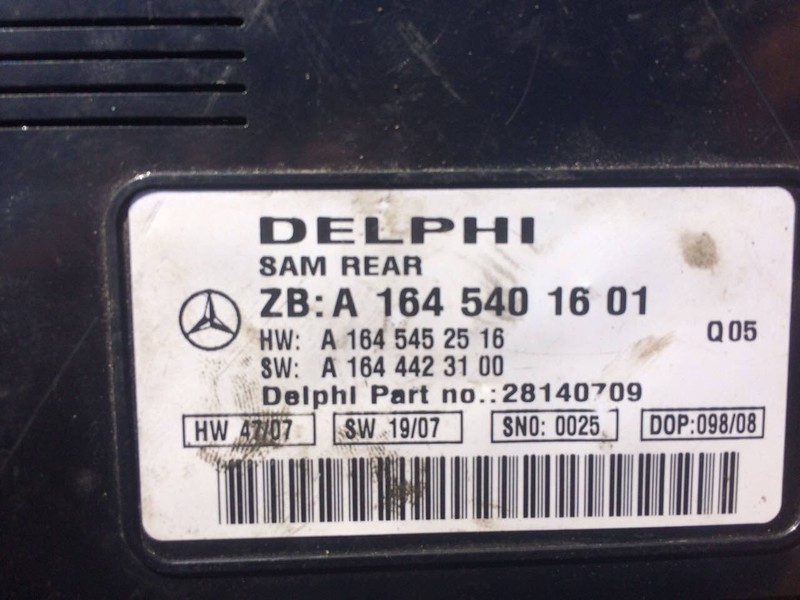 DELPHI
SAM REAR
ZB: A 164 540 16 01
HW: A 164 545 25 16
Q05
SW: A 164 442 31 00
Delphi Part no.:28140709
HW 47/07 SW 19/07 SNO: 0025 DOP:098/08